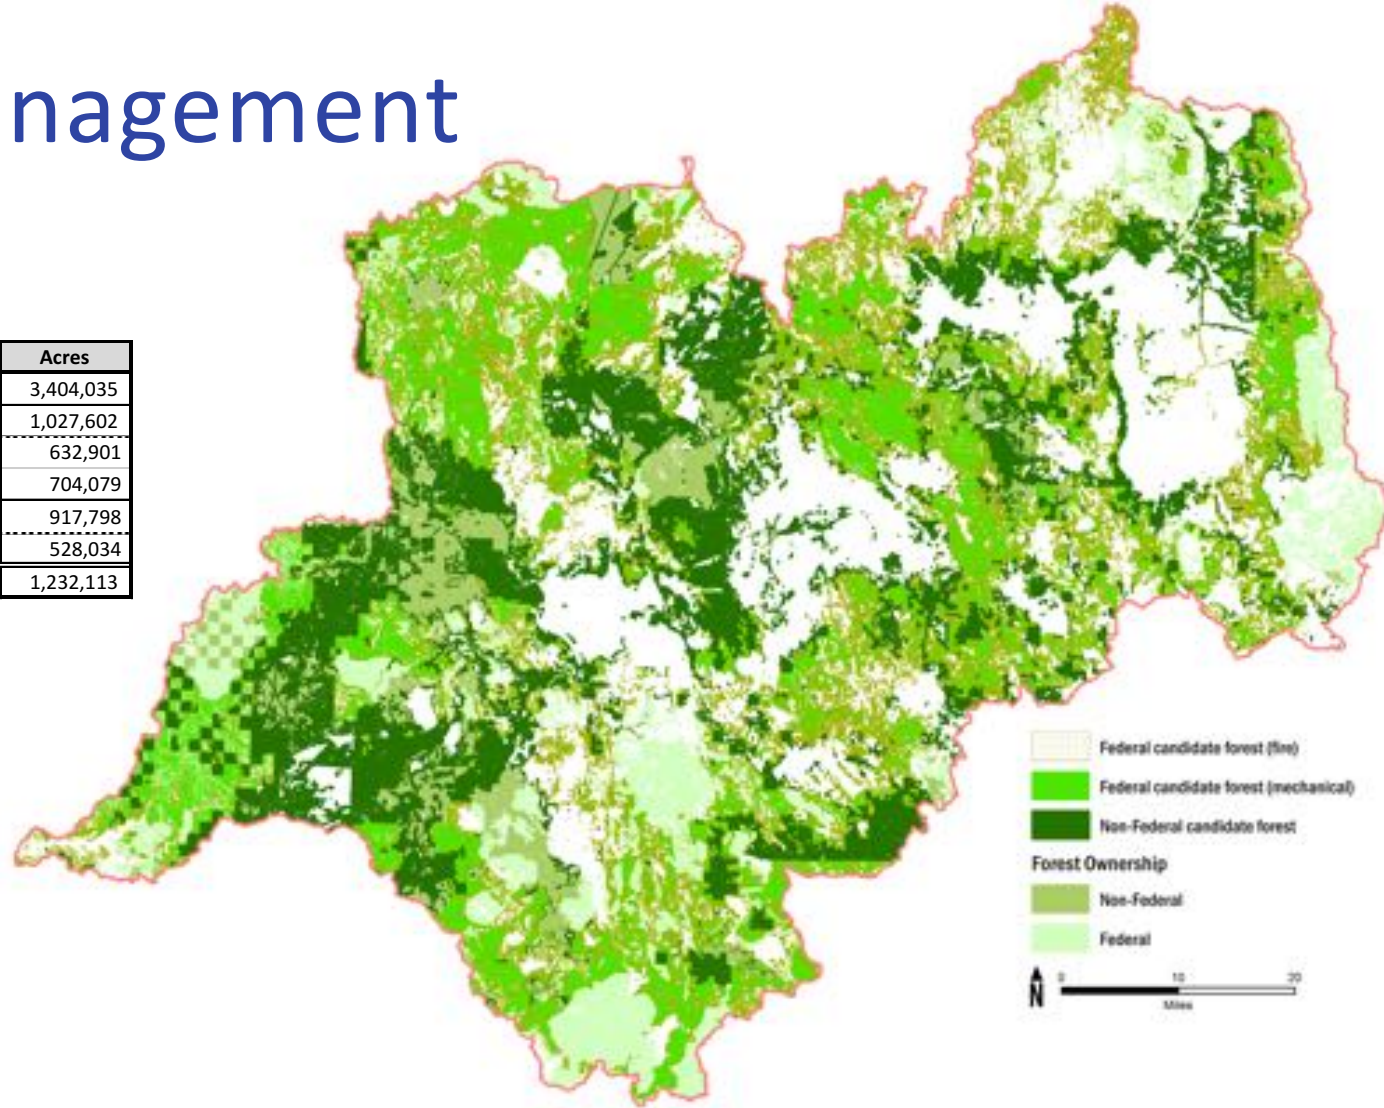 nagement
Acres
3,404,035
1,027,602
632,901
704,079
917,798
528,034
1,232,113
Federal candidate forest (fire)
Federal candidate forest (mechanical)
Non-Federal candidate forest
Forest Ownership
Non-Federal
Federal
N
0 10 20
Miles